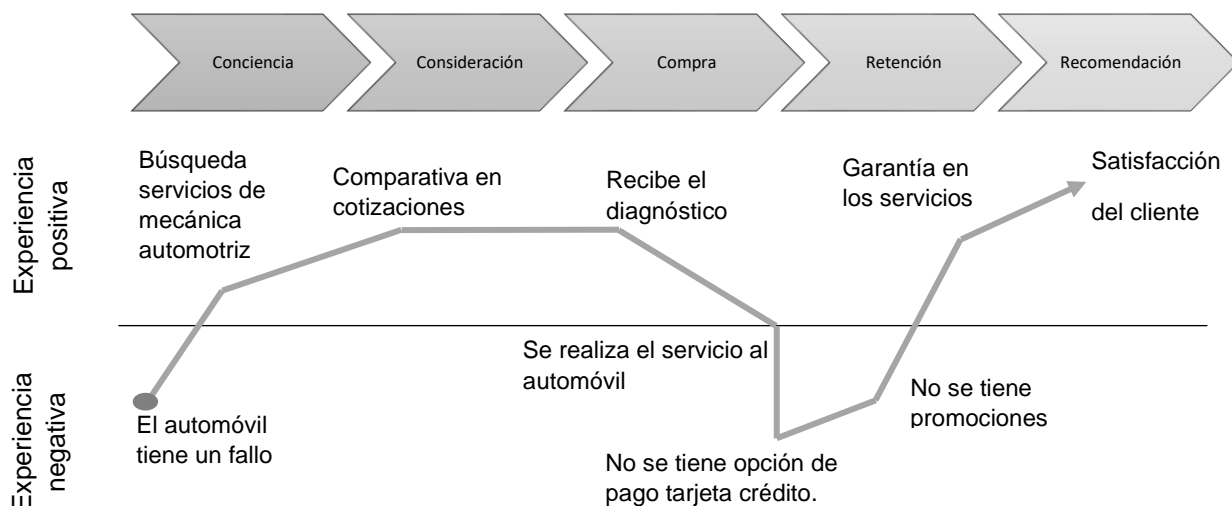 Conciencia
Consideración
Compra
Retención
Recomendación
Experiencia
positiva
Búsqueda
servicios de
mecánica
automotriz
Comparativa en
cotizaciones
Recibe el
diagnóstico
Garantía en
los servicios
Satisfacción
del cliente
Experiencia
negativa
El automóvil
tiene un fallo
Se realiza el servicio al
automóvil
No se tiene opción de
pago tarjeta crédito.
No se tiene
promociones